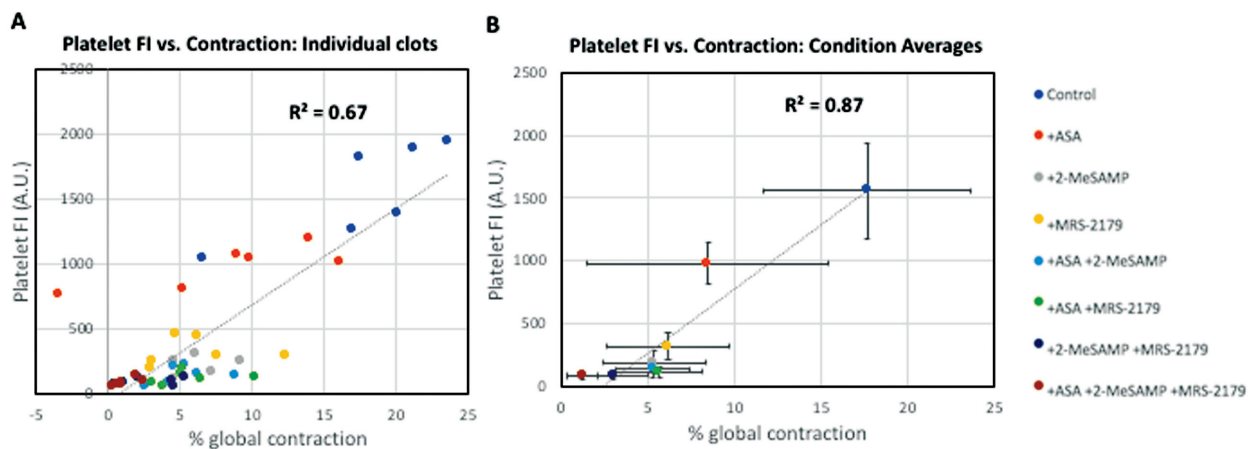 A
Platelet FI vs. Contraction: Individual clots
2500
2000
1500
1000
500
0
-5
0
5
10
15
20
25
Platelet FI (A.U.)
% global contraction
R² = 0.67
B
Platelet FI vs. Contraction: Condition Averages
2500
2000
1500
1000
500
0
0
5
10
15
20
25
Platelet FI (A.U.)
% global contraction
R² = 0.87
Control
+ASA
+2-MeSAMP
+MRS-2179
+ASA +2-MeSAMP
+ASA +MRS-2179
+2-MeSAMP +MRS-2179
+ASA +2-MeSAMP +MRS-2179